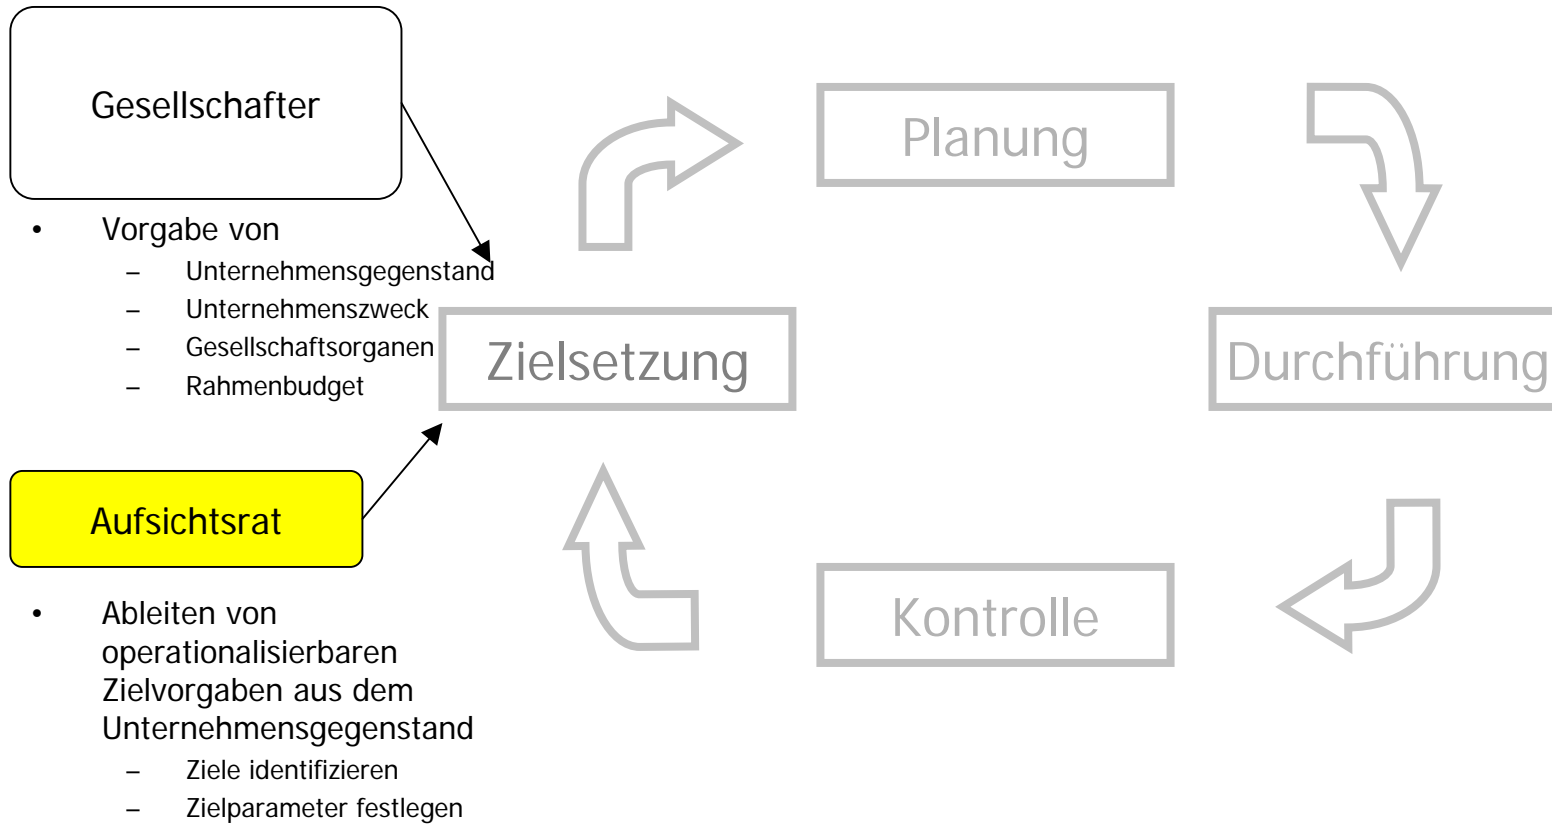 Gesellschafter
• Vorgabe von
– Unternehmensgegenstand
– Unternehmenszweck
– Gesellschaftsorganen
– Rahmenbudget
Aufsichtsrat
• Ableiten von
operationalisierbaren
Zielvorgaben aus dem
Unternehmensgegenstand
– Ziele identifizieren
– Zielparameter festlegen
Zielsetzung
Planung
Durchführung
Kontrolle